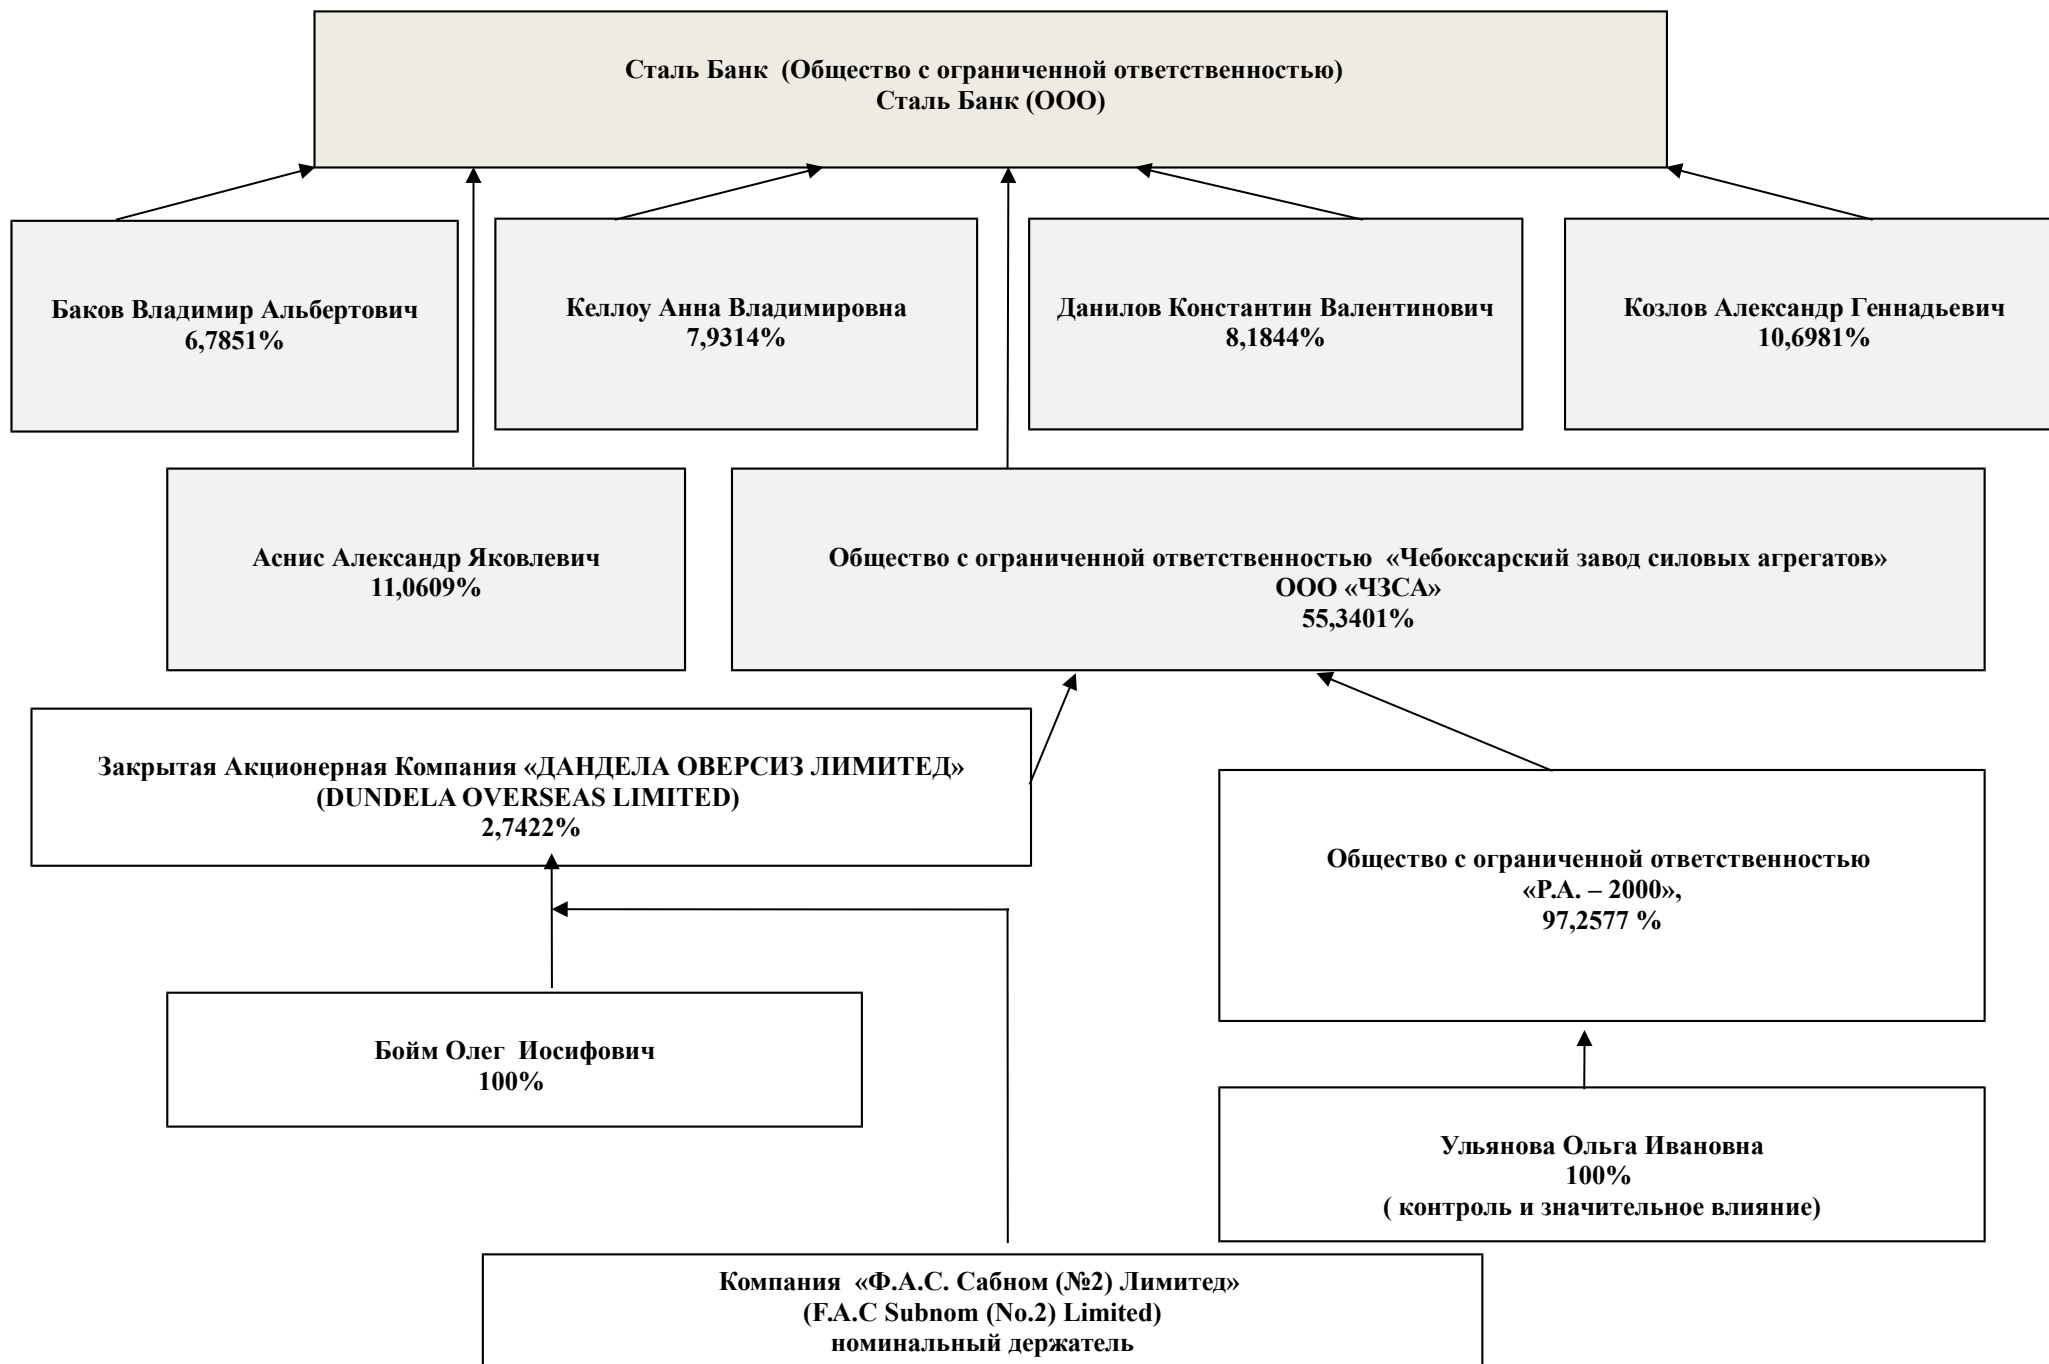 Сталь Банк (Общество с ограниченной ответственностью)
Сталь Банк (ООО)
Баков Владимир Альбертович
6,7851%
Келлоу Анна Владимировна
7,9314%
Данилов Константин Валентинович
8,1844%
Козлов Александр Геннадьевич
10,6981%
Аснис Александр Яковлевич
11,0609%
Общество с ограниченной ответственностью «Чебоксарский завод силовых агрегатов»
ООО «ЧЗСА»
55,3401%
Закрытая Акционерная Компания «ДАНДЕЛА ОВЕРСИЗ ЛИМИТЕД»
(DUNDELA OVERSEAS LIMITED)
2,7422%
Общество с ограниченной ответственностью
«Р.А. – 2000»,
97,2577 %
Бойм Олег Иосифович
100%
Ульянова Ольга Ивановна
100%
( контроль и значительное влияние)
Компания «Ф.А.С. Сабном (№2) Лимитед»
(F.A.C Subnom (No.2) Limited)
номинальный держатель